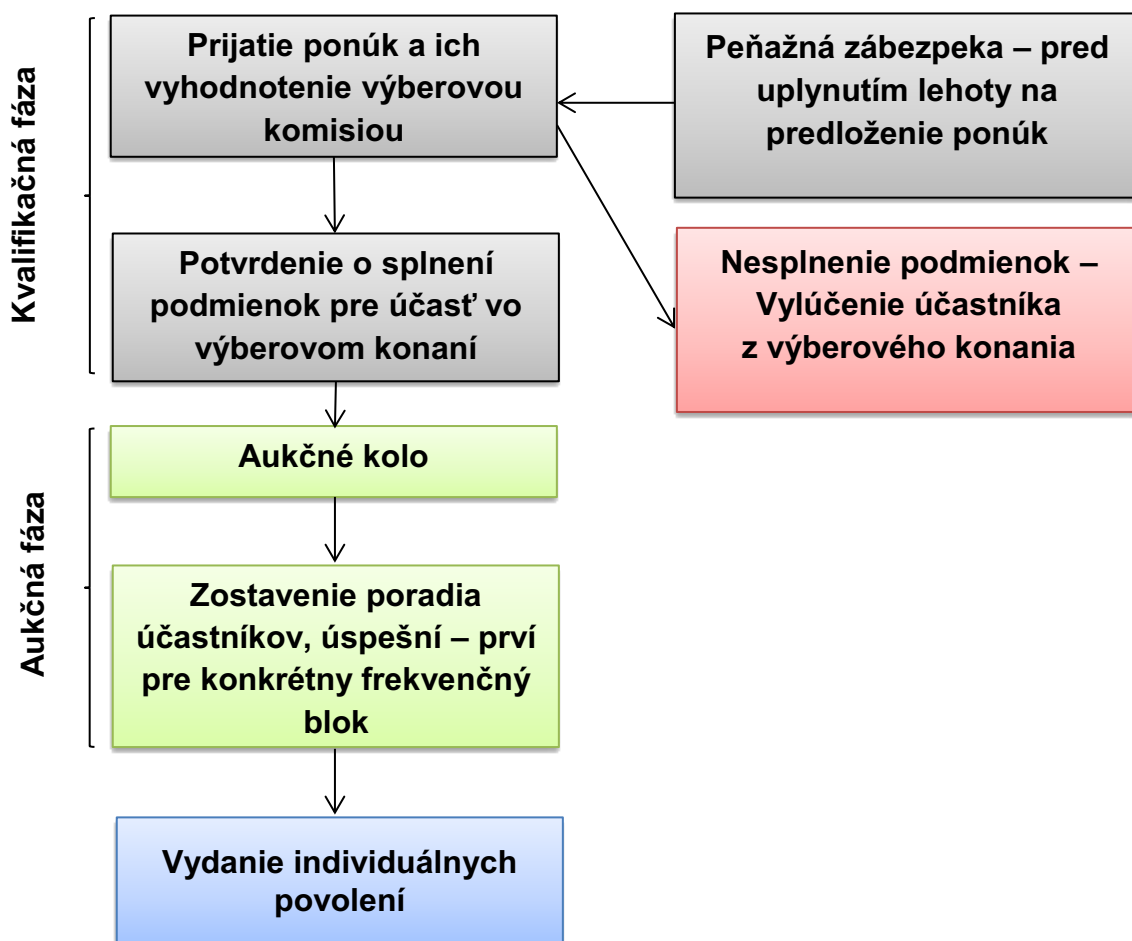 Kvalifikačná fáza
Prijatie ponúk a ich
vyhodnotenie výberovou
komisiou
Peňažná zábezpeka – pred
uplynutím lehoty na
predloženie ponúk
Potvrdenie o splnení
podmienok pre účasť vo
výberovom konaní
Nesplnenie podmienok –
Vylúčenie účastníka
z výberového konania
Aukčná fáza
Aukčné kolo
Zostavenie poradia
účastníkov, úspešní – prví
pre konkrétny frekvenčný
blok
Vydanie individuálnych
povolení